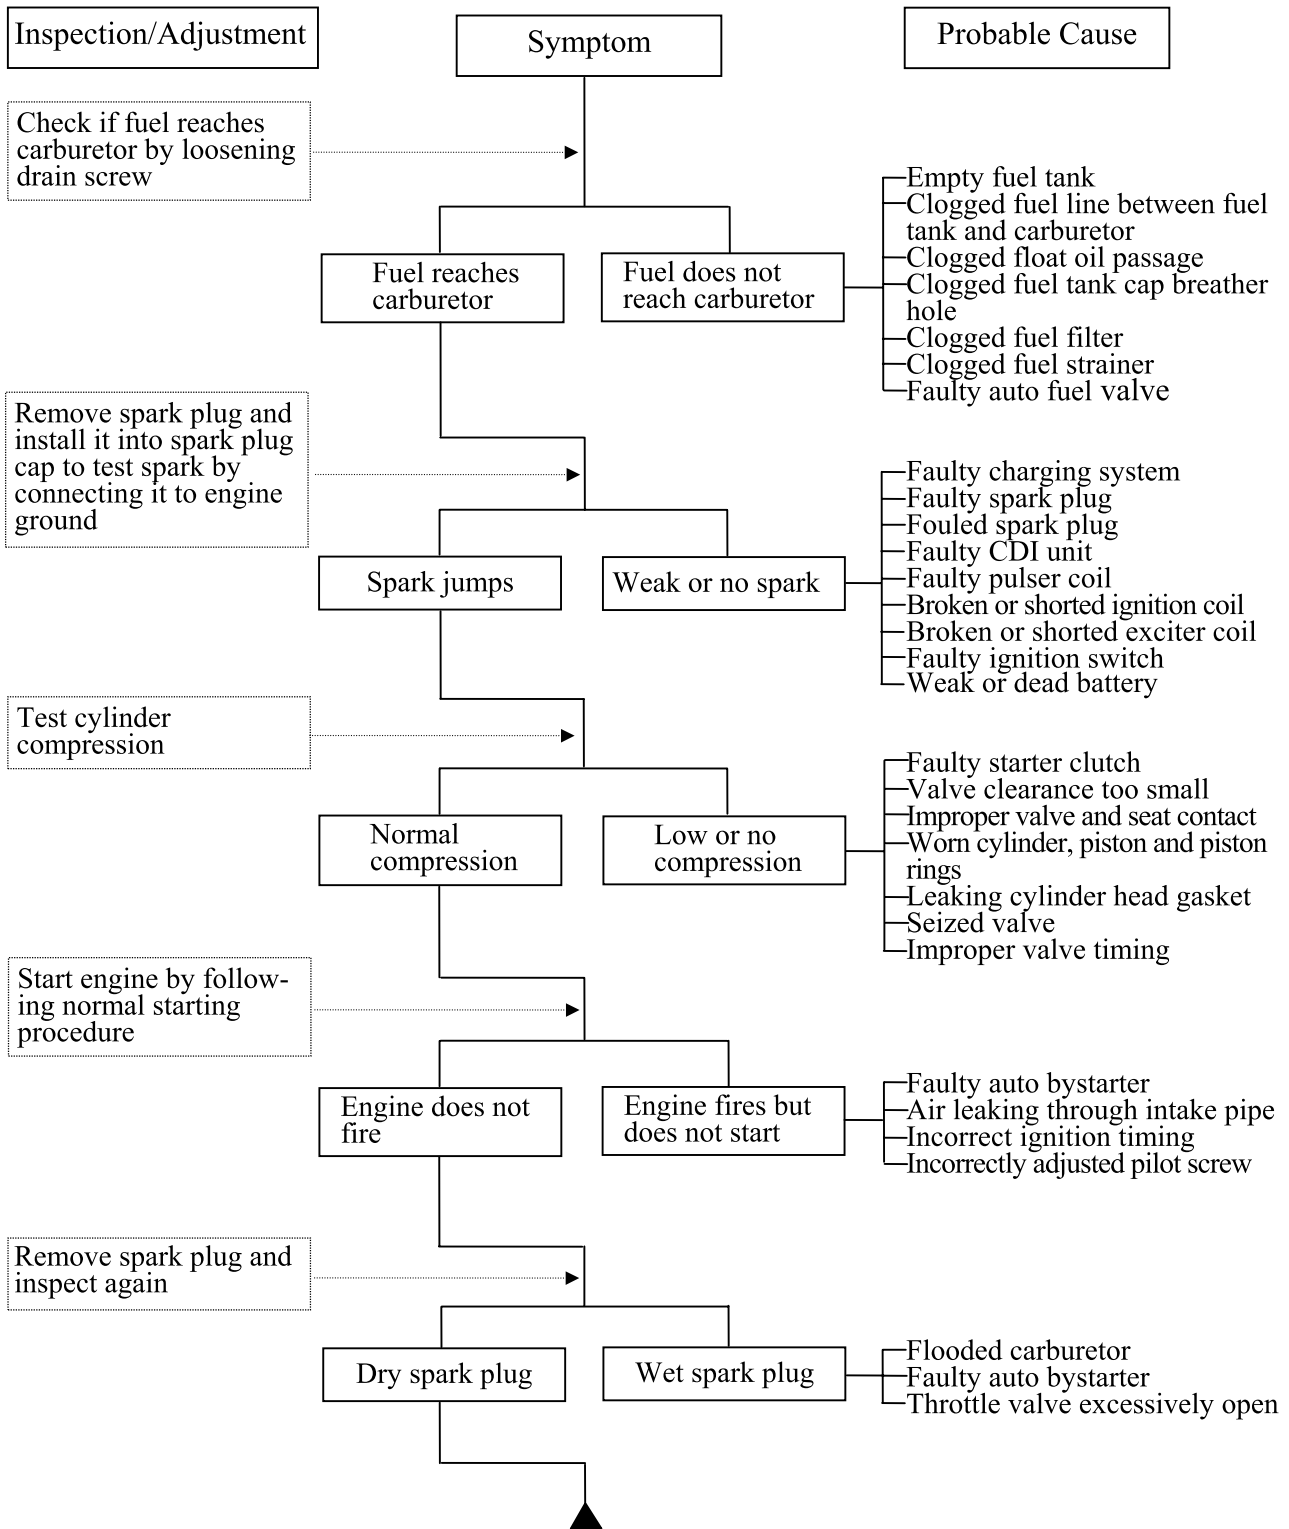 Inspection/Adjustment
Symptom
Probable Cause
Check if fuel reaches
carburetor by loosening
drain screw
Fuel reaches
carburetor
Fuel does not
reach carburetor
Empty fuel tank
Clogged fuel line between fuel
tank and carburetor
Clogged float oil passage
Clogged fuel tank cap breather
hole
Clogged fuel filter
Clogged fuel strainer
Faulty auto fuel valve
Remove spark plug and
install it into spark plug
cap to test spark by
connecting it to engine
ground
Spark jumps
Weak or no spark
Faulty charging system
Faulty spark plug
Fouled spark plug
Faulty CDI unit
Faulty pulser coil
Broken or shorted ignition coil
Broken or shorted exciter coil
Faulty ignition switch
Weak or dead battery
Test cylinder
compression
Normal
compression
Low or no
compression
Faulty starter clutch
Valve clearance too small
Improper valve and seat contact
Worn cylinder, piston and piston
rings
Leaking cylinder head gasket
Seized valve
Improper valve timing
Start engine by follow-
ing normal starting
procedure
Engine does not
fire
Engine fires but
does not start
Faulty auto bystarter
Air leaking through intake pipe
Incorrect ignition timing
Incorrectly adjusted pilot screw
Remove spark plug and
inspect again
Dry spark plug
Wet spark plug
Flooded carburetor
Faulty auto bystarter
Throttle valve excessively open